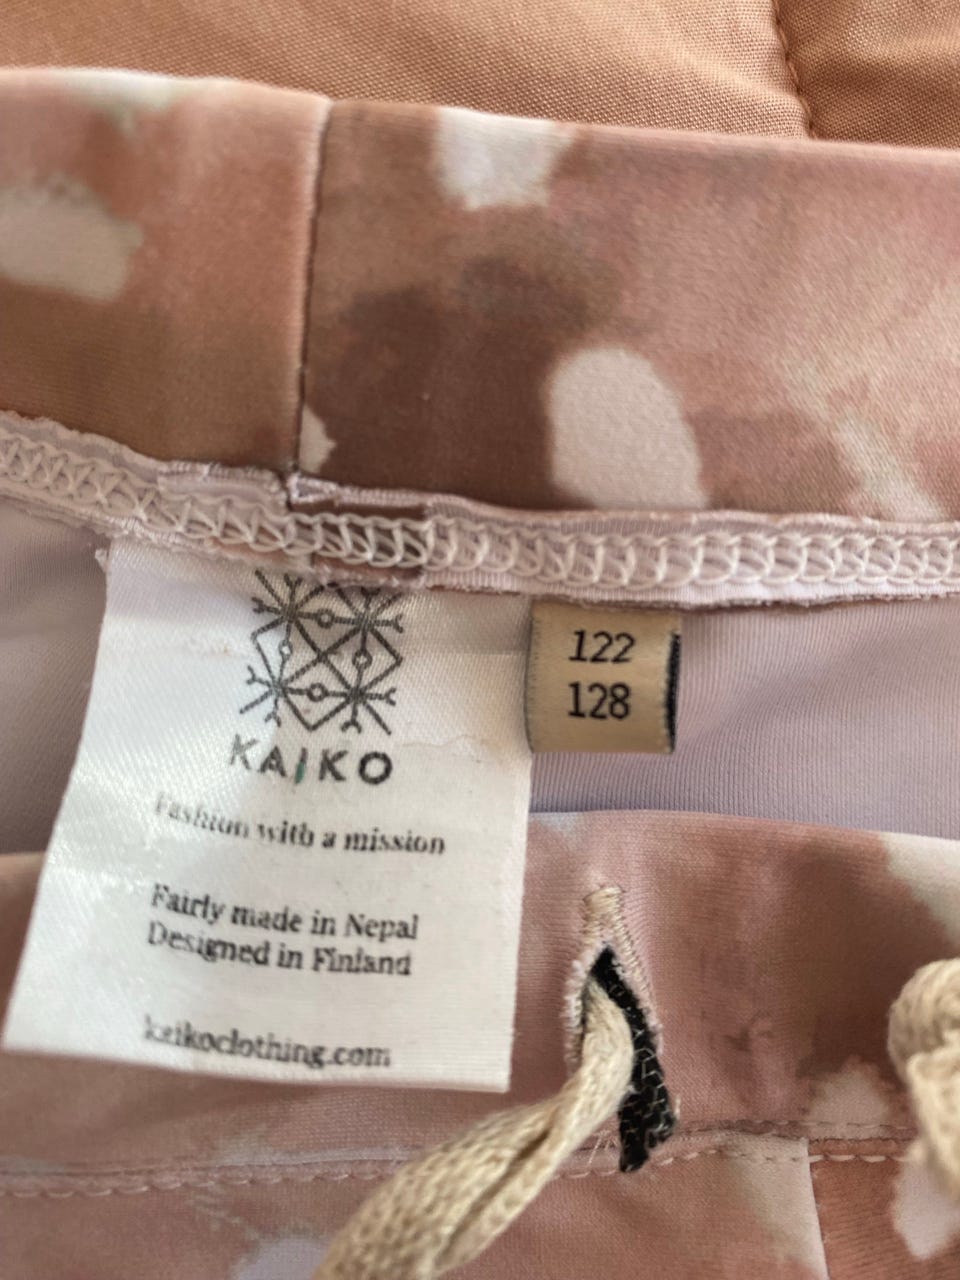 KAIKO
Fashion with a mission
Fairly made in Nepal
Designed in Finland
kaikoclothing.com
122
128